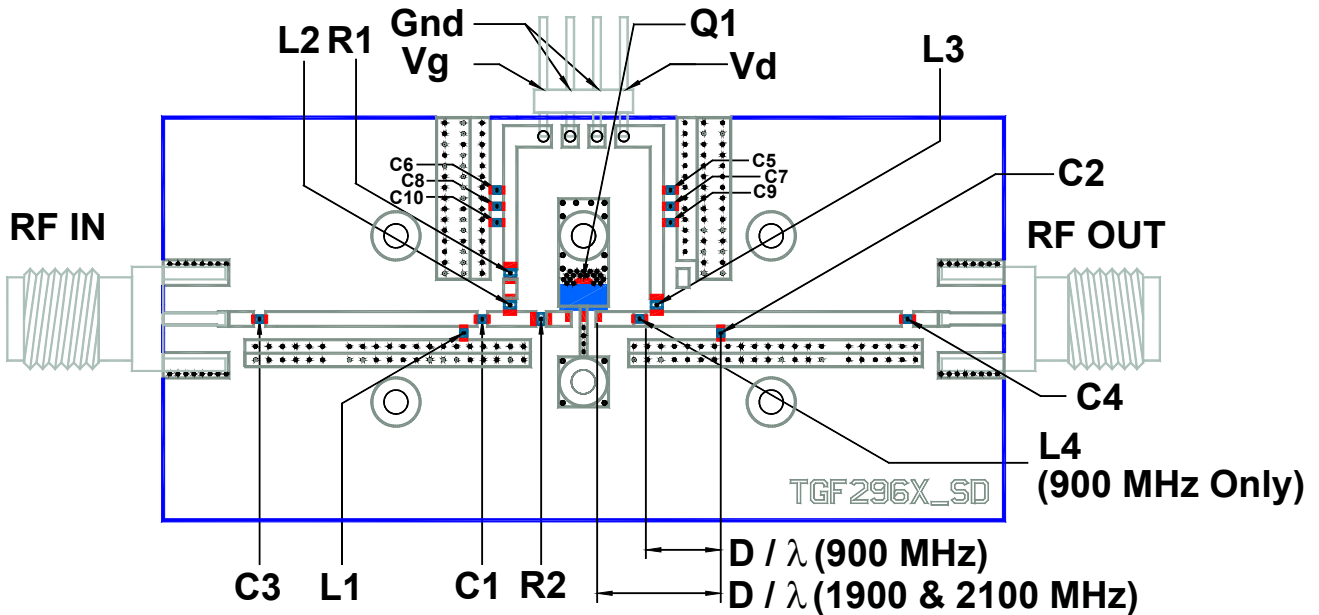 Gnd
Q1
L2
R1
Vg
Vd
L3
C6
C8
C10
C5
C7
C9
C2
RF IN
RF OUT
C4
L4
(900 MHz Only)
TGF296X_SD
D / λ (900 MHz)
C3
L1
C1
R2
D / λ (1900 & 2100 MHz)